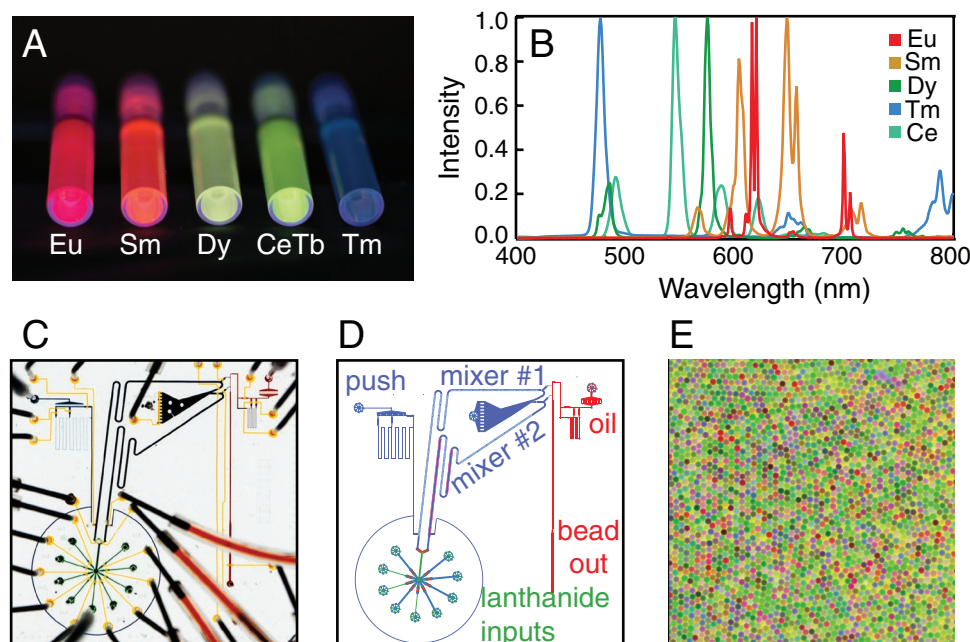 A
Eu Sm Dy CeTb Tm
B
1.0
0.8
0.6
0.4
0.2
0.0
Intensity
400 500 600 700 800
Wavelength (nm)
Eu
Sm
Dy
Tm
Ce
C
D
push
mixer #1
mixer #2
oil
bead
out
lanthanide
inputs
E